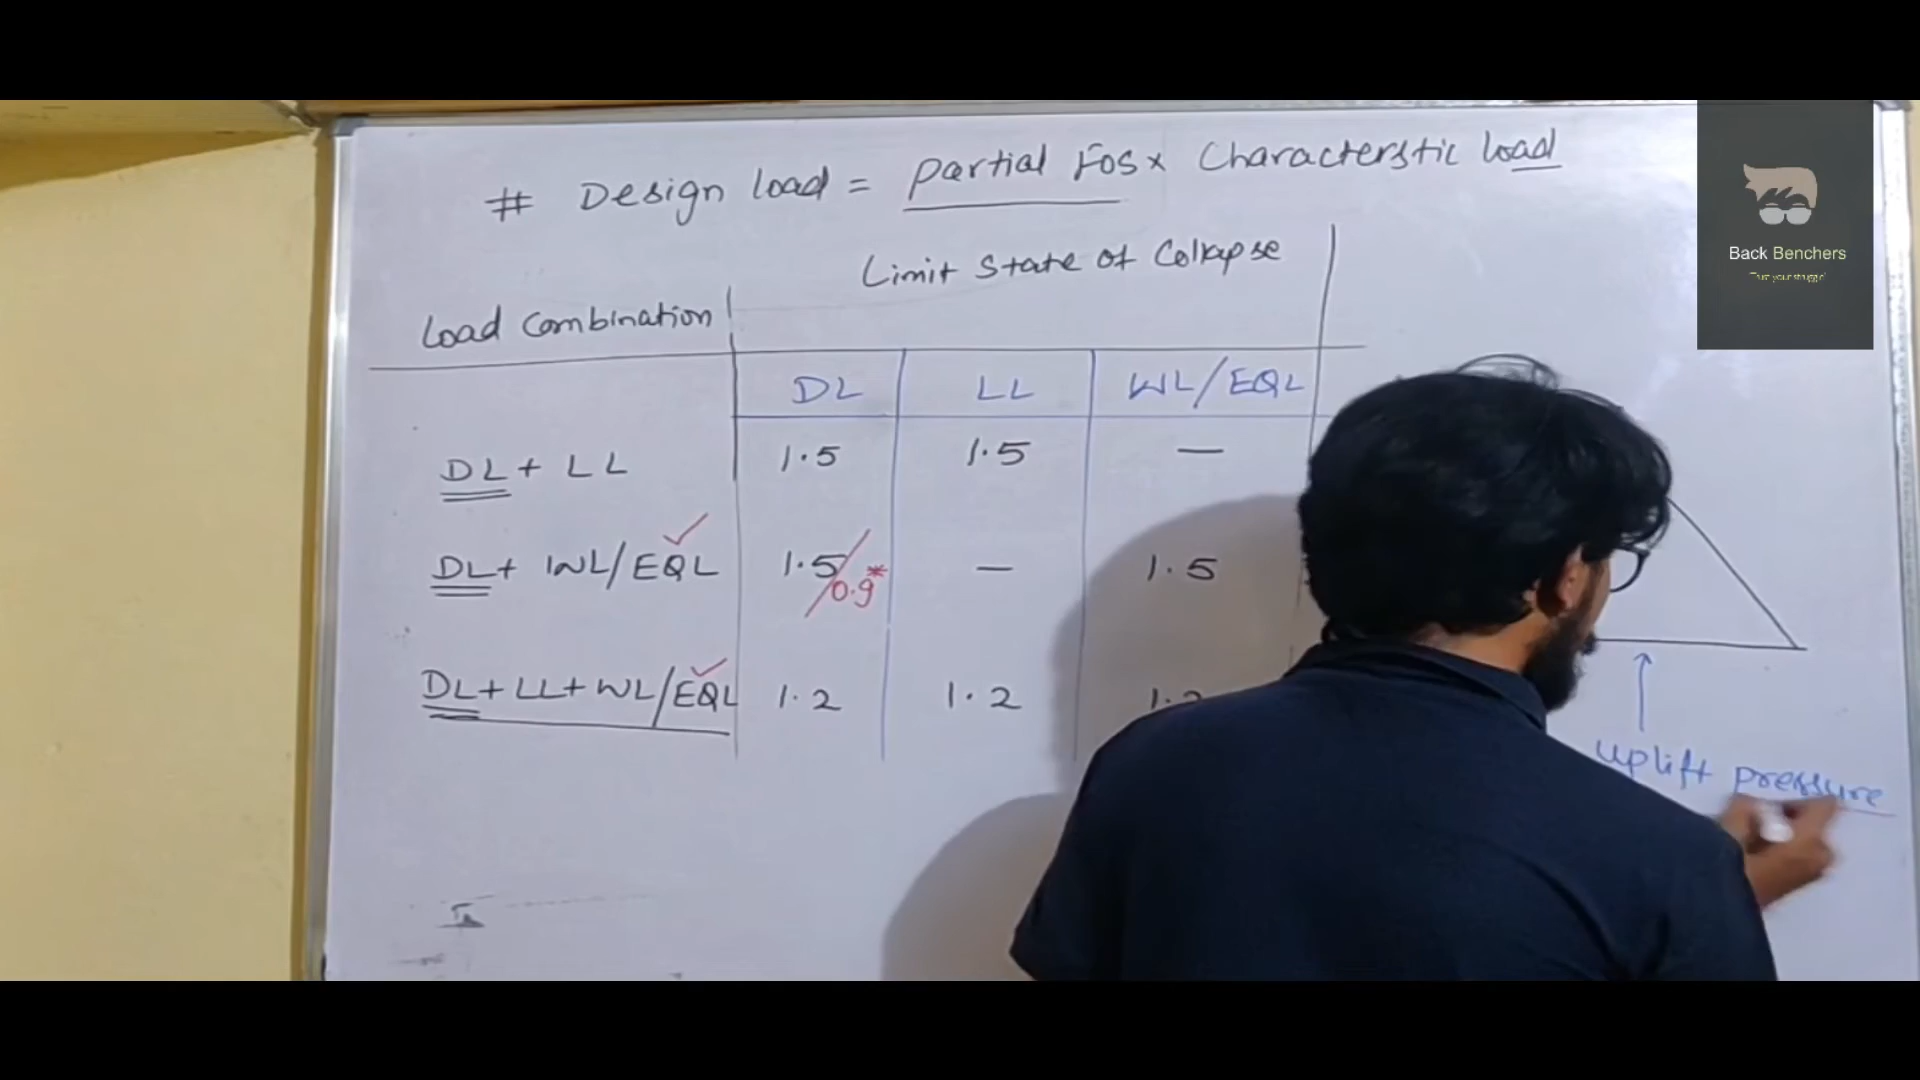 # Design load = Partial FOS x Characterstic load
Limit State of Collapse
Load Combination
DL LL WL/EQL
DL + LL 1.5 1.5 —
DL + WL/EQL ✓ 1.5/0.9* — 1.5
DL + LL + WL/EQL ✓ 1.2 1.2
uplift pressure
Back Benchers